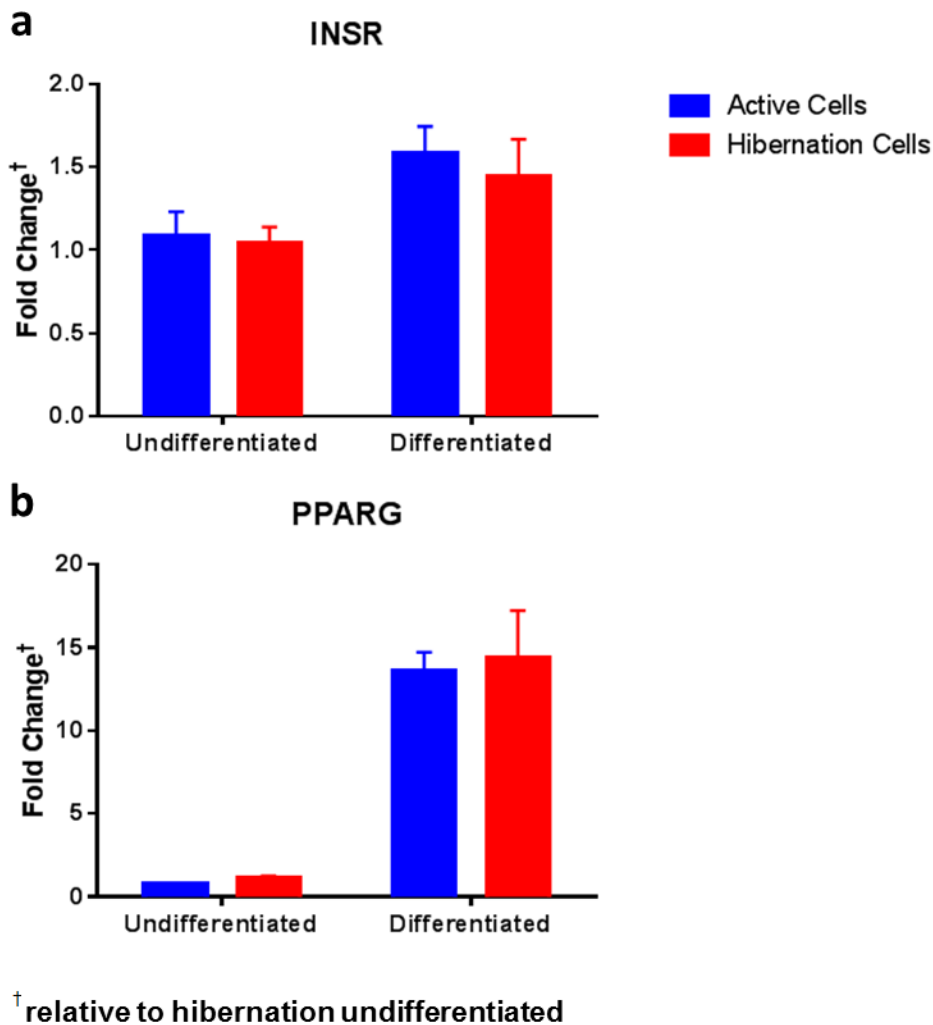 a
INSR
2.0
1.5
1.0
0.5
0.0
Fold Change†
Undifferentiated
Differentiated
Active Cells
Hibernation Cells
b
PPARG
20
15
10
5
0
Fold Change†
Undifferentiated
Differentiated
†relative to hibernation undifferentiated